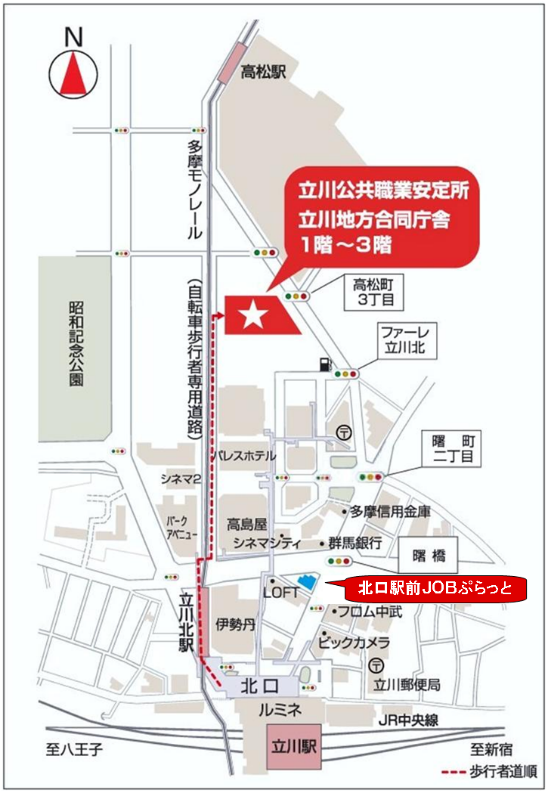 N
高松駅
多摩モノレール
(自転車歩行者専用道路)
立川公共職業安定所
立川地方合同庁舎
1階~3階
高松町
3丁目
昭和記念公園
ファーレ
立川北
曙 町
二丁目
パレスホテル
シネマ2
多摩信用金庫
パーク
アベニュー
高島屋
シネマシティ
群馬銀行
曙 橋
北口駅前JOBぷらっと
LOFT
立川北駅
伊勢丹
フロム中武
ビックカメラ
北口
立川郵便局
ルミネ
JR中央線
至八王子
立川駅
至新宿
歩行者道順